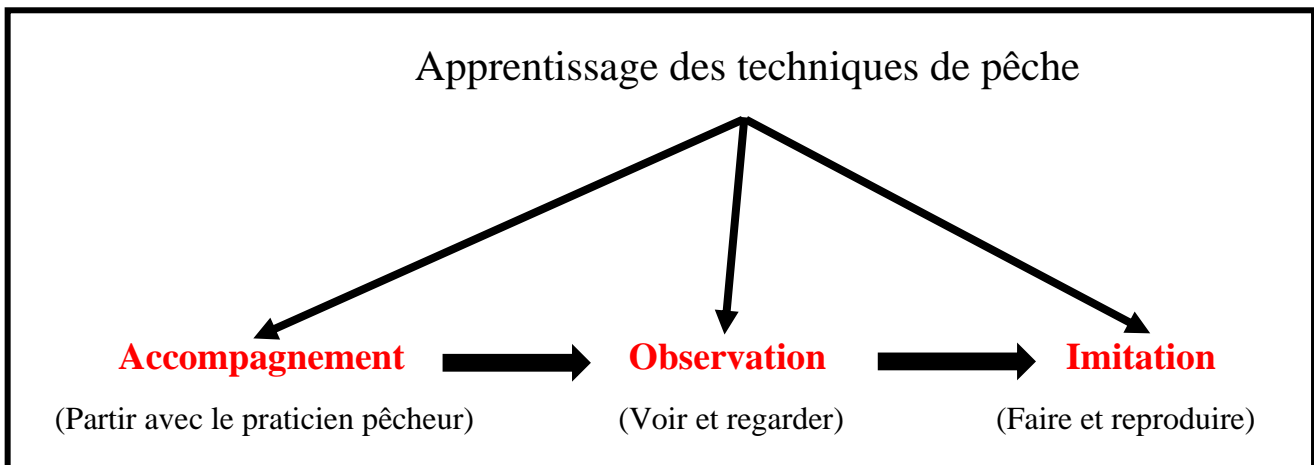 Apprentissage des techniques de pêche
Accompagnement Observation Imitation
(Partir avec le praticien pêcheur) (Voir et regarder) (Faire et reproduire)